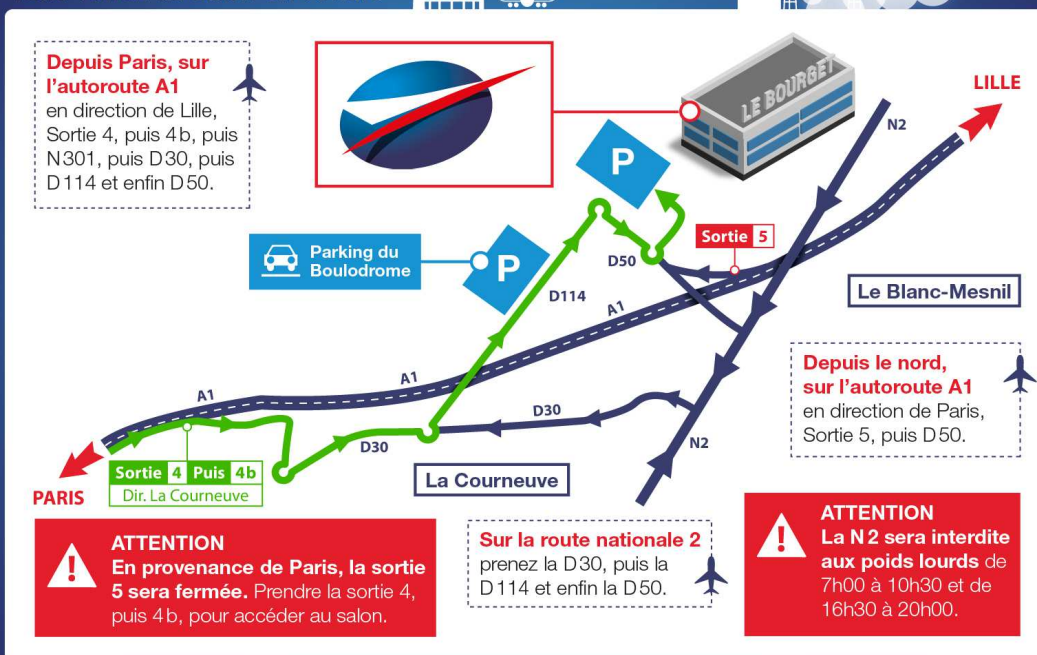 Depuis Paris, sur
l'autoroute A1
en direction de Lille,
Sortie 4, puis 4b, puis
N301, puis D30, puis
D114 et enfin D50.
LE BOURGET
N2
LILLE
P
Parking du
Boulodrome
P
Sortie 5
D50
D114
Le Blanc-Mesnil
A1
A1
A1
Depuis le nord,
sur l'autoroute A1
en direction de Paris,
Sortie 5, puis D50.
D30
D30
N2
Sortie 4 Puis 4b
Dir. La Courneuve
La Courneuve
PARIS
ATTENTION
En provenance de Paris, la sortie
5 sera fermée. Prendre la sortie 4,
puis 4b, pour accéder au salon.
Sur la route nationale 2
prenez la D30, puis la
D114 et enfin la D50.
ATTENTION
La N2 sera interdite
aux poids lourds de
7h00 à 10h30 et de
16h30 à 20h00.